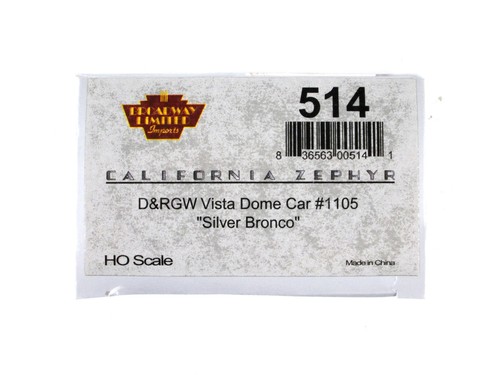 BROADWAY
LIMITED
Imports
514
8 36563 00514 1
CALIFORNIA ZEPHYR
D&RGW Vista Dome Car #1105
"Silver Bronco"
HO Scale
Made in China